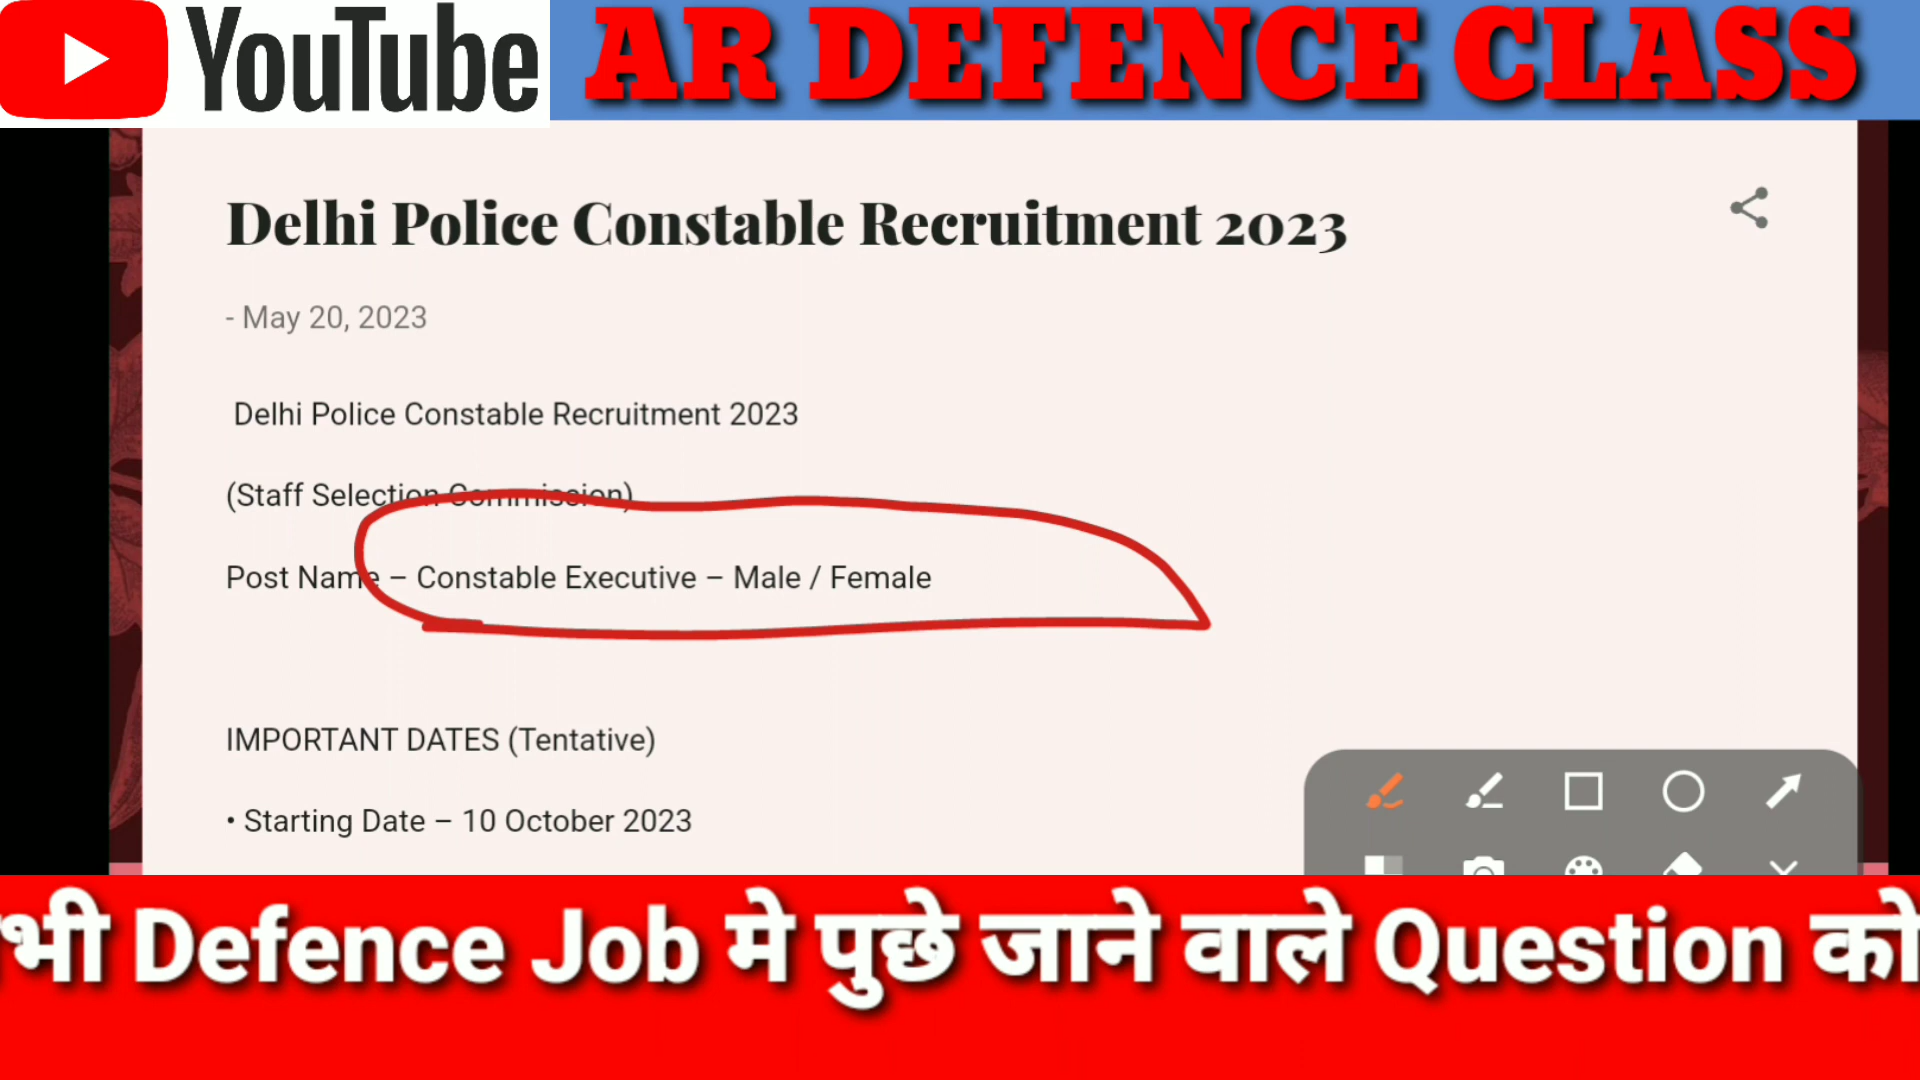 YouTube AR DEFENCE CLASS
Delhi Police Constable Recruitment 2023
- May 20, 2023
Delhi Police Constable Recruitment 2023
(Staff Selection Commission)
Post Name – Constable Executive – Male / Female
IMPORTANT DATES (Tentative)
• Starting Date – 10 October 2023
भी Defence Job मे पुछे जाने वाले Question को